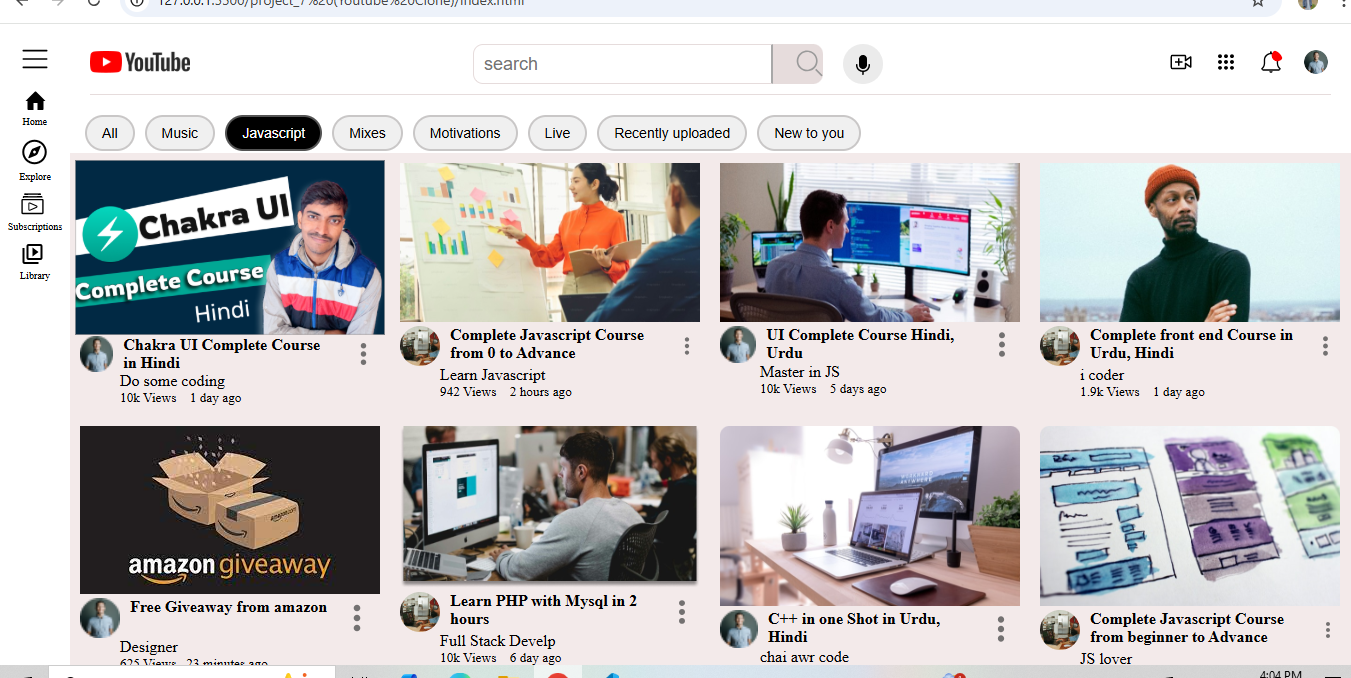 127.0.0.1:5500/project_7%20(Youtube%20Clone)/index.html
YouTube
search
Home
Explore
Subscriptions
Library
All
Music
Javascript
Mixes
Motivations
Live
Recently uploaded
New to you
Chakra UI
Complete Course
Hindi
Chakra UI Complete Course
in Hindi
Do some coding
10k Views 1 day ago
Complete Javascript Course
from 0 to Advance
Learn Javascript
942 Views 2 hours ago
UI Complete Course Hindi,
Urdu
Master in JS
10k Views 5 days ago
Complete front end Course in
Urdu, Hindi
i coder
1.9k Views 1 day ago
amazon giveaway
Free Giveaway from amazon
Designer
625 Views 23 minutes ago
Learn PHP with Mysql in 2
hours
Full Stack Develp
10k Views 6 day ago
C++ in one Shot in Urdu,
Hindi
chai awr code
Complete Javascript Course
from beginner to Advance
JS lover
4:04 PM